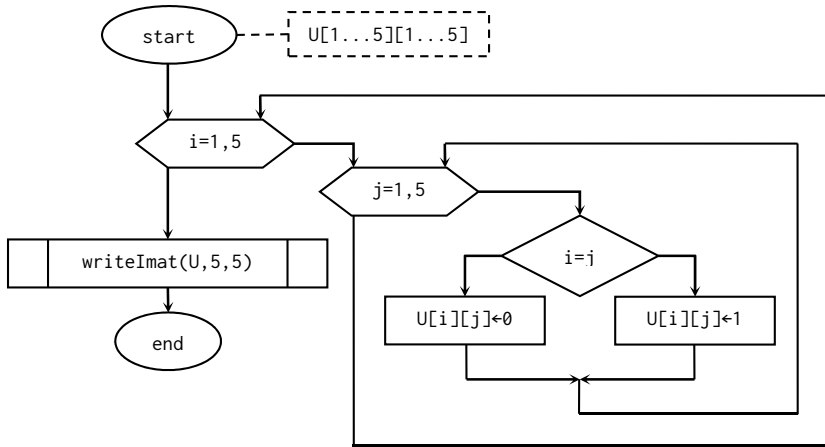 start
U[1...5][1...5]
i=1,5
j=1,5
writeImat(U,5,5)
i=j
U[i][j]←0
U[i][j]←1
end